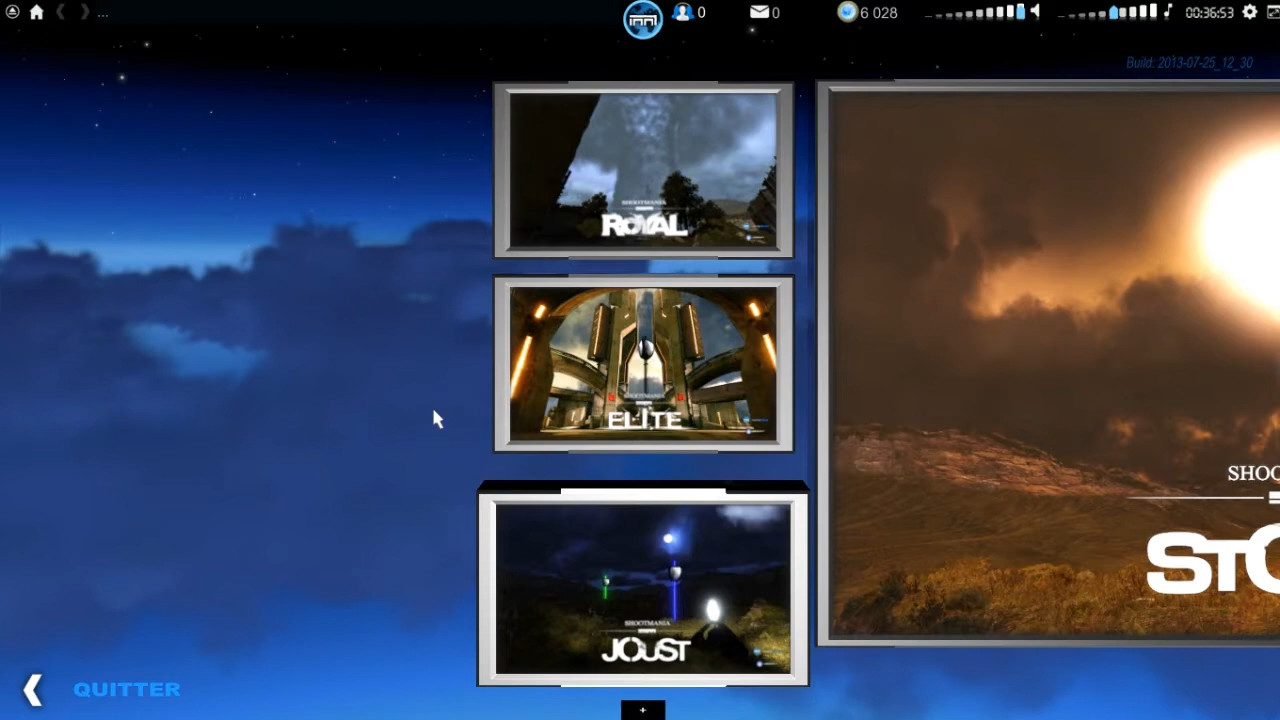 ...
0
0
6 028
00:36:53
Build: 2013-07-25_12_30
SHOOTMANIA
ROYAL
SHOOTMANIA
ELITE
SHOOTMANIA
JOUST
SHOO
STO
QUITTER
+